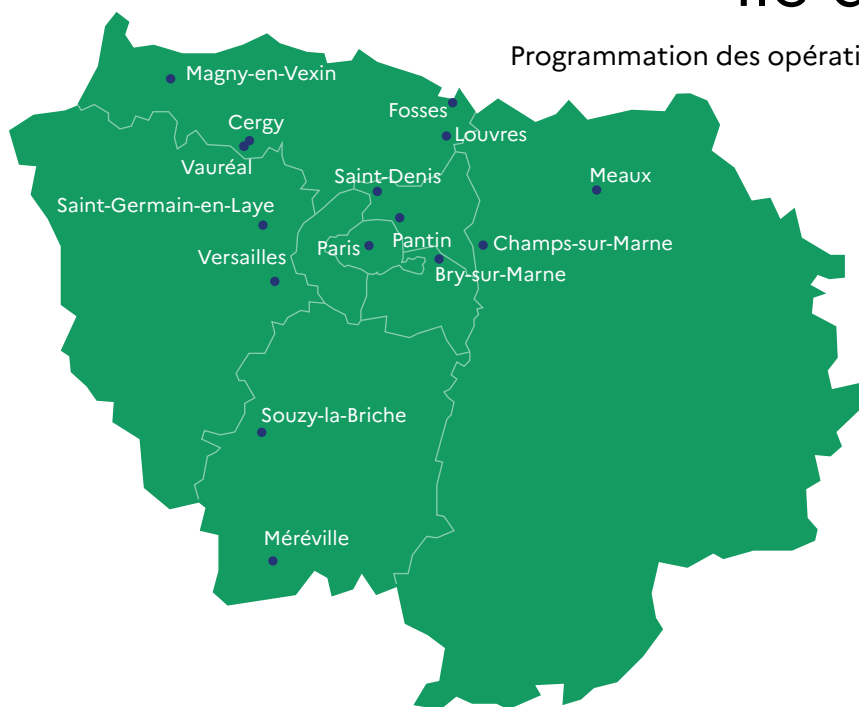 Programmation des opérati
Magny-en-Vexin
Fosses
Cergy
Louvres
Vauréal
Saint-Denis
Meaux
Saint-Germain-en-Laye
Paris
Pantin
Champs-sur-Marne
Versailles
Bry-sur-Marne
Souzy-la-Briche
Méréville